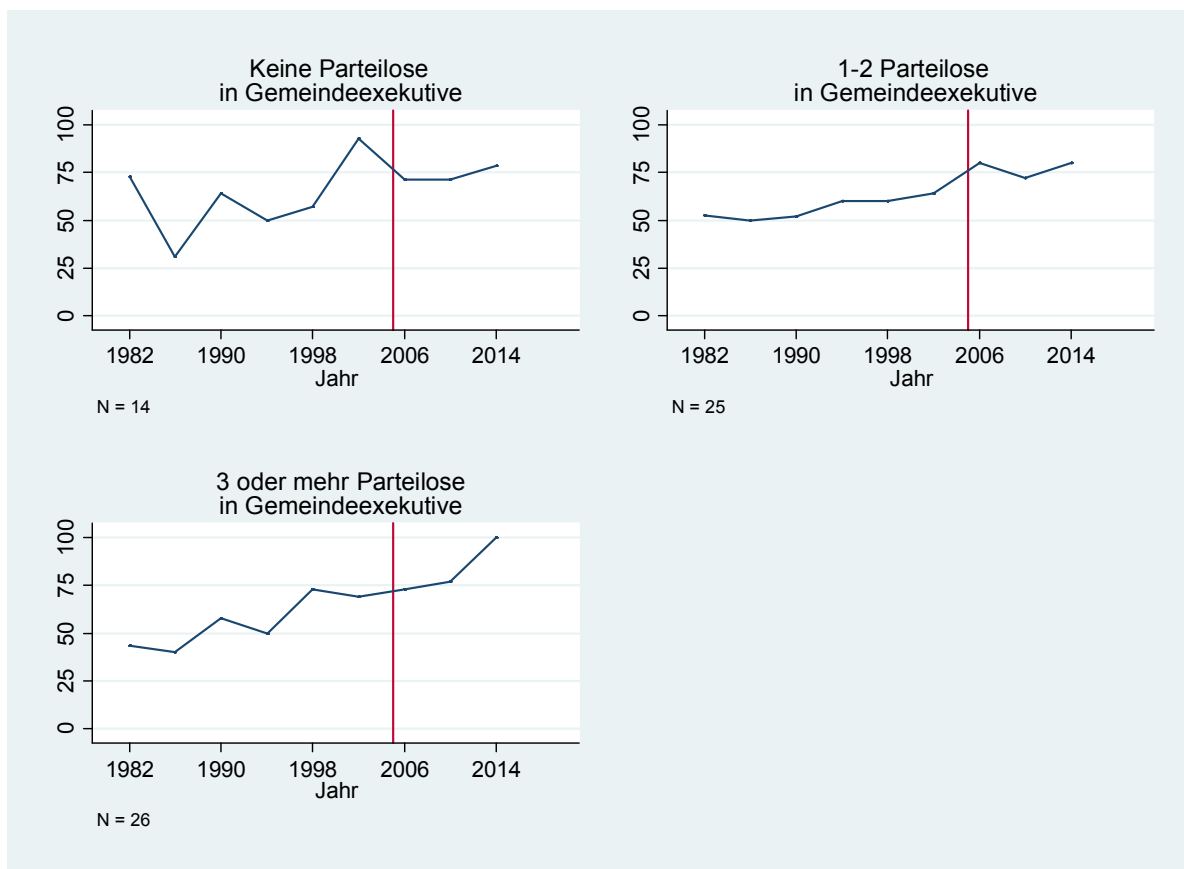 Keine Parteilose
in Gemeindeexekutive
100
75
50
25
0
1982 1990 1998 2006 2014
Jahr
N = 14
1-2 Parteilose
in Gemeindeexekutive
100
75
50
25
0
1982 1990 1998 2006 2014
Jahr
N = 25
3 oder mehr Parteilose
in Gemeindeexekutive
100
75
50
25
0
1982 1990 1998 2006 2014
Jahr
N = 26